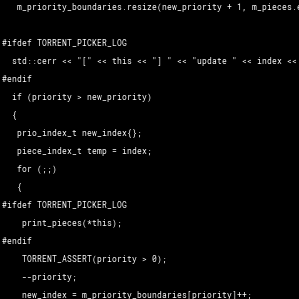 m_priority_boundaries.resize(new_priority + 1, m_pieces.
#ifdef TORRENT_PICKER_LOG
std::cerr << "[" << this << "] " << "update " << index <<
#endif
if (priority > new_priority)
{
prio_index_t new_index{};
piece_index_t temp = index;
for (;;)
{
#ifdef TORRENT_PICKER_LOG
print_pieces(*this);
#endif
TORRENT_ASSERT(priority > 0);
--priority;
new_index = m_priority_boundaries[priority]++;